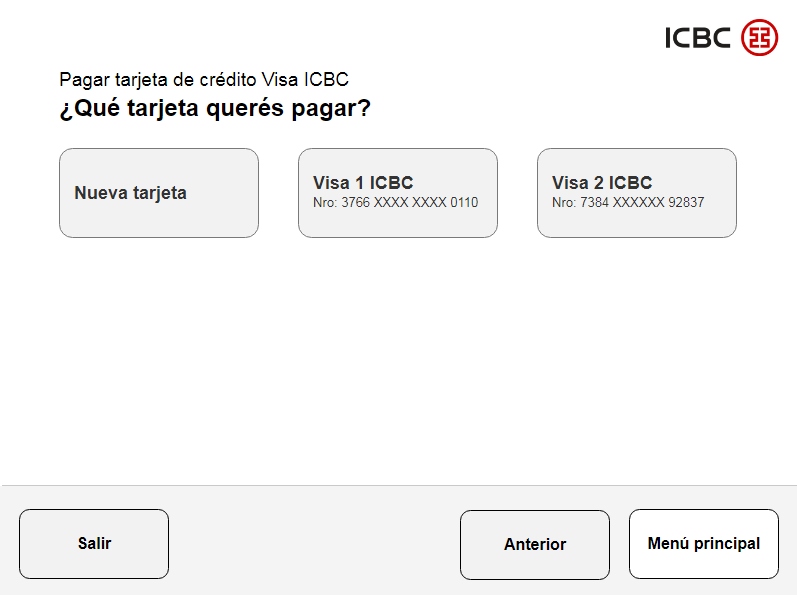 ICBC
Pagar tarjeta de crédito Visa ICBC
¿Qué tarjeta querés pagar?
Nueva tarjeta
Visa 1 ICBC
Nro: 3766 XXXX XXXX 0110
Visa 2 ICBC
Nro: 7384 XXXXXX 92837
Salir
Anterior
Menú principal